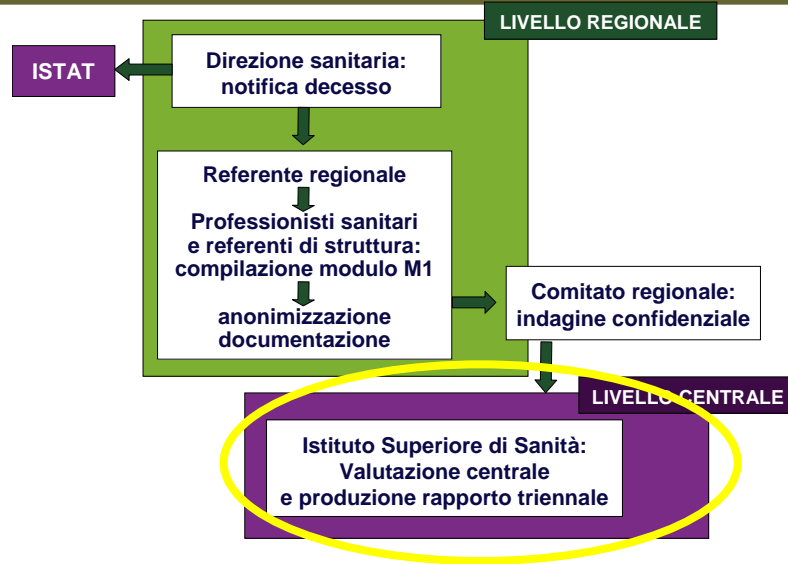 LIVELLO REGIONALE
ISTAT
Direzione sanitaria:
notifica decesso
Referente regionale
Professionisti sanitari
e referenti di struttura:
compilazione modulo M1
anonimizzazione
documentazione
Comitato regionale:
indagine confidenziale
LIVELLO CENTRALE
Istituto Superiore di Sanità:
Valutazione centrale
e produzione rapporto triennale